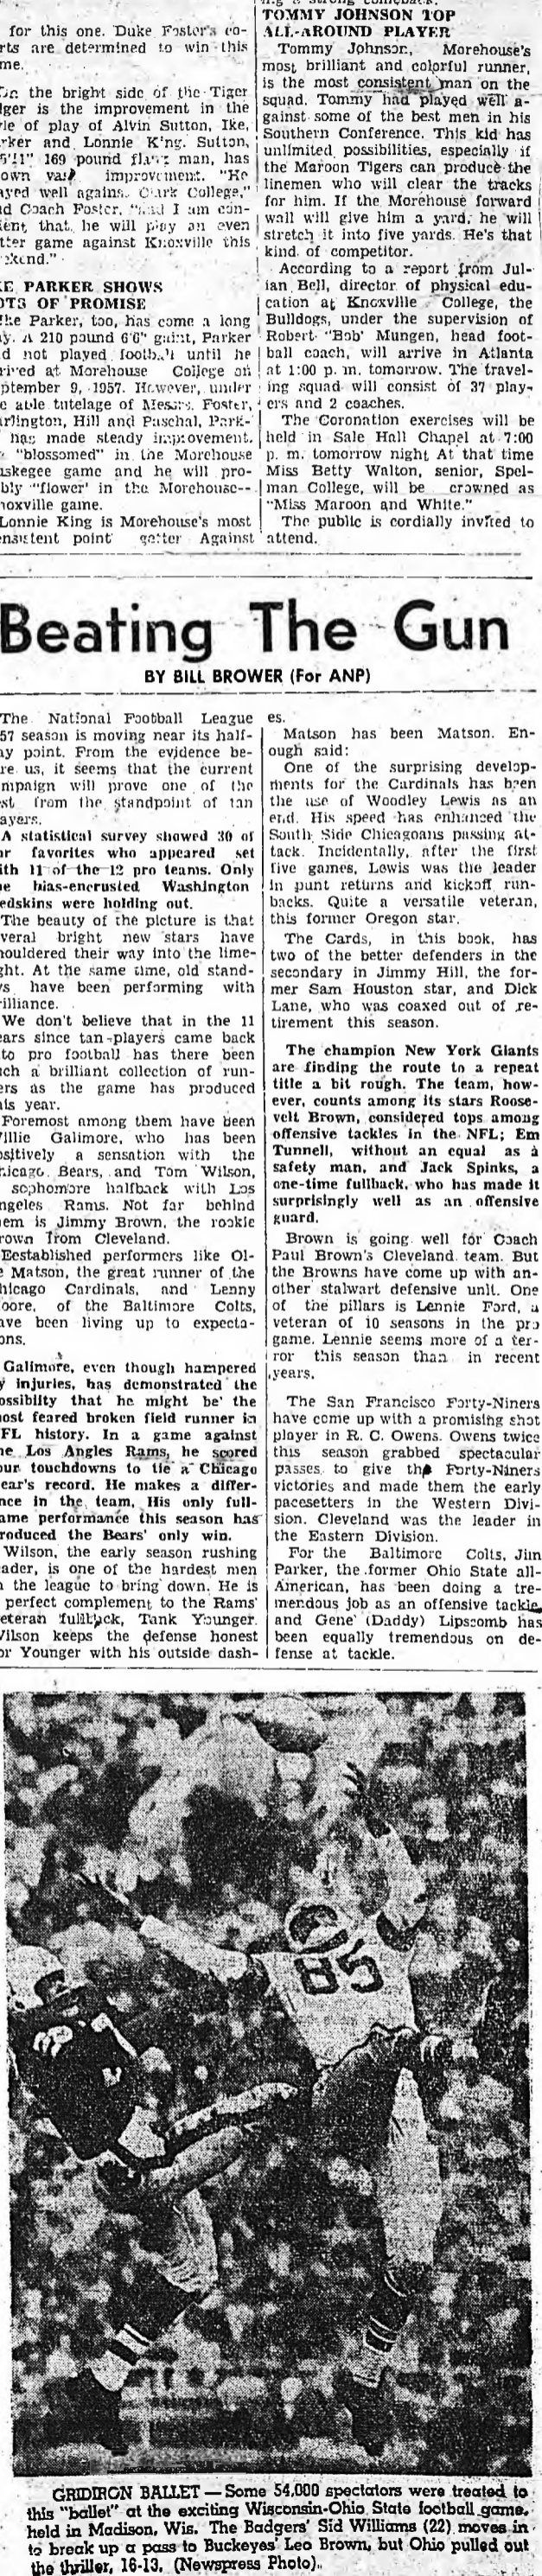 for this one. Duke Foster's co-
rts are determined to win this
me.
On the bright side of the Tiger
lger is the improvement in the
le of play of Alvin Sutton, Ike,
rker and Lonnie King. Sutton,
5'11" 169 pound man, has
own improvement. "He
ayed well agains. Clark College,"
id Coach Foster, "and I am con-
ient, that he will play an even
tter game against Knoxville this
ekend."
KE PARKER SHOWS
OTS OF PROMISE
Ike Parker, too, has come a long
y. A 210 pound 6'6" gaint, Parker
d not played football until he
rived at Morehouse College on
ptember 9, 1957. However, under
e able tutelage of Messrs. Foster,
arlington, Hill and Paschal, Park-
has made steady improvement.
"blossomed" in the Morehouse
uskegee game and he will pro-
bly "flower' in the Morehouse--
noxville game.
Lonnie King is Morehouse's most
ensistent point getter Against
TOMMY JOHNSON TOP
ALL-AROUND PLAYER
Tommy Johnson, Morehouse's
most brilliant and colorful runner,
is the most consistent man on the
squad. Tommy had played well a-
gainst some of the best men in his
Southern Conference. This kid has
unlimited possibilities, especially if
the Maroon Tigers can produce the
linemen who will clear the tracks
for him. If the Morehouse forward
wall will give him a yard, he will
stretch it into five yards. He's that
kind of competitor.
According to a report from Jul-
ian Bell, director of physical edu-
cation at Knoxville College, the
Bulldogs, under the supervision of
Robert "Bob' Mungen, head foot-
ball coach, will arrive in Atlanta
at 1:00 p. m. tomorrow. The travel-
ing squad will consist of 37 play-
ers and 2 coaches.
The Coronation exercises will be
held in Sale Hall Chapel at 7:00
p. m. tomorrow night At that time
Miss Betty Walton, senior, Spel-
man College, will be crowned as
"Miss Maroon and White."
The public is cordially invited to
attend.
Beating The Gun
BY BILL BROWER (For ANP)
The National Football League
57 season is moving near its half-
ay point. From the evidence be-
re us, it seems that the current
mpaign will prove one of the
st from the standpoint of tan
ayers.
A statistical survey showed 30 of
ur favorites who appeared set
ith 11 of the 12 pro teams. Only
he bias-encrusted Washington
edskins were holding out.
The beauty of the picture is that
veral bright new stars have
houldered their way into the lime-
ght. At the same time, old stand-
ys have been performing with
rilliance.
We don't believe that in the 11
ears since tan-players came back
to pro football has there been
uch a brilliant collection of run-
ers as the game has produced
his year.
Foremost among them have been
Willie Galimore, who has been
ositively a sensation with the
hicago Bears, and Tom Wilson,
sophomore halfback with Los
ngeles Rams. Not far behind
hem is Jimmy Brown, the rookie
rown from Cleveland.
Eestablished performers like Ol-
e Matson, the great runner of the
hicago Cardinals, and Lenny
oore, of the Baltimore Colts,
ave been living up to expecta-
ons.
Galimore, even though hampered
y injuries, has demonstrated the
ossibility that he might be' the
most feared broken field runner in
FL history. In a game against
he Los Angles Rams, he scored
our touchdowns to tie a Chicago
ear's record. He makes a differ-
nce in the team. His only full-
ame performance this season has
roduced the Bears' only win.
Wilson, the early season rushing
ader, is one of the hardest men
n the league to bring down. He is
perfect complement to the Rams'
eteran fullback, Tank Younger.
Wilson keeps the defense honest
or Younger with his outside dash-
es.
Matson has been Matson. En-
ough said:
One of the surprising develop-
ments for the Cardinals has been
the use of Woodley Lewis as an
end. His speed has enhanced the
South Side Chicagoans passing at-
tack. Incidentally, after the first
five games, Lewis was the leader
in punt returns and kickoff run-
backs. Quite a versatile veteran,
this former Oregon star.
The Cards, in this book, has
two of the better defenders in the
secondary in Jimmy Hill, the for-
mer Sam Houston star, and Dick
Lane, who was coaxed out of re-
tirement this season.
The champion New York Giants
are finding the route to a repeat
title a bit rough. The team, how-
ever, counts among its stars Roose-
velt Brown, considered tops among
offensive tackles in the NFL; Em
Tunnell, without an equal as a
safety man, and Jack Spinks, a
one-time fullback, who has made it
surprisingly well as an offensive
guard.
Brown is going well for Coach
Paul Brown's Cleveland team. But
the Browns have come up with an-
other stalwart defensive unit. One
of the pillars is Lennie Ford, a
veteran of 10 seasons in the pro
game. Lennie seems more of a ter-
ror this season than in recent
years.
The San Francisco Forty-Niners
have come up with a promising shot
player in R. C. Owens. Owens twice
this season grabbed spectacular
passes to give the Forty-Niners
victories and made them the early
pacesetters in the Western Divi-
sion. Cleveland was the leader in
the Eastern Division.
For the Baltimore Colts, Jim
Parker, the former Ohio State all-
American, has been doing a tre-
mendous job as an offensive tackle,
and Gene (Daddy) Lipscomb has
been equally tremendous on de-
fense at tackle.
85
GRIDIRON BALLET — Some 54,000 spectators were treated to
this "ballet" at the exciting Wisconsin-Ohio State football game,
held in Madison, Wis. The Badgers' Sid Williams (22) moves in
to break up a pass to Buckeyes' Leo Brown, but Ohio pulled out
the thriller, 16-13. (Newspress Photo).